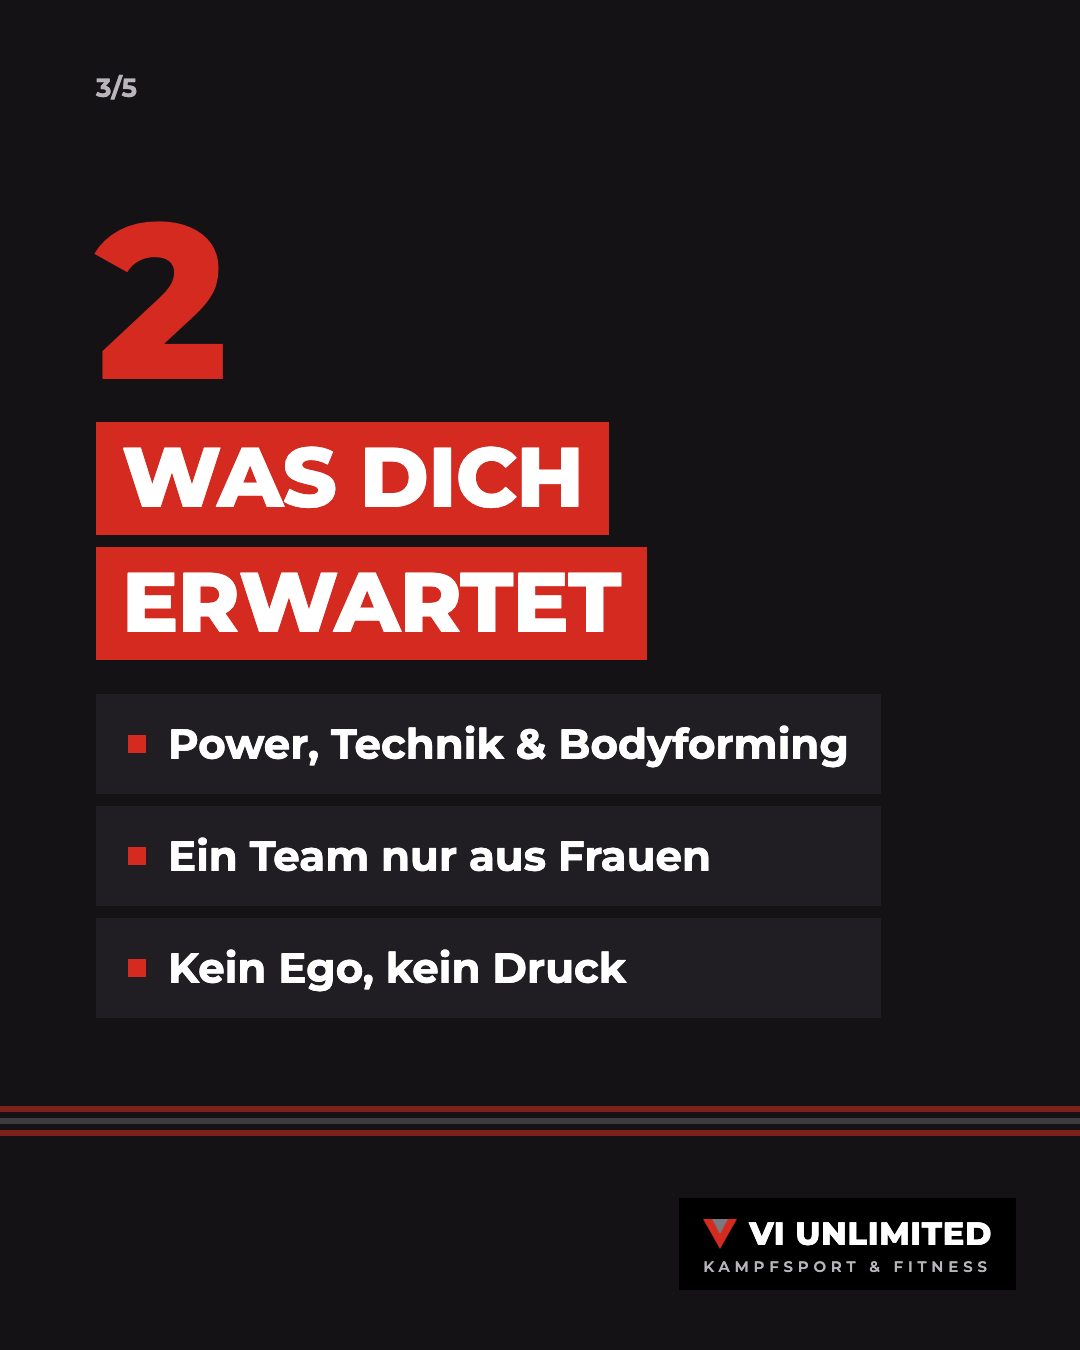 3/5
2
WAS DICH
ERWARTET
Power, Technik & Bodyforming
Ein Team nur aus Frauen
Kein Ego, kein Druck
VI UNLIMITED
KAMPFSPORT & FITNESS